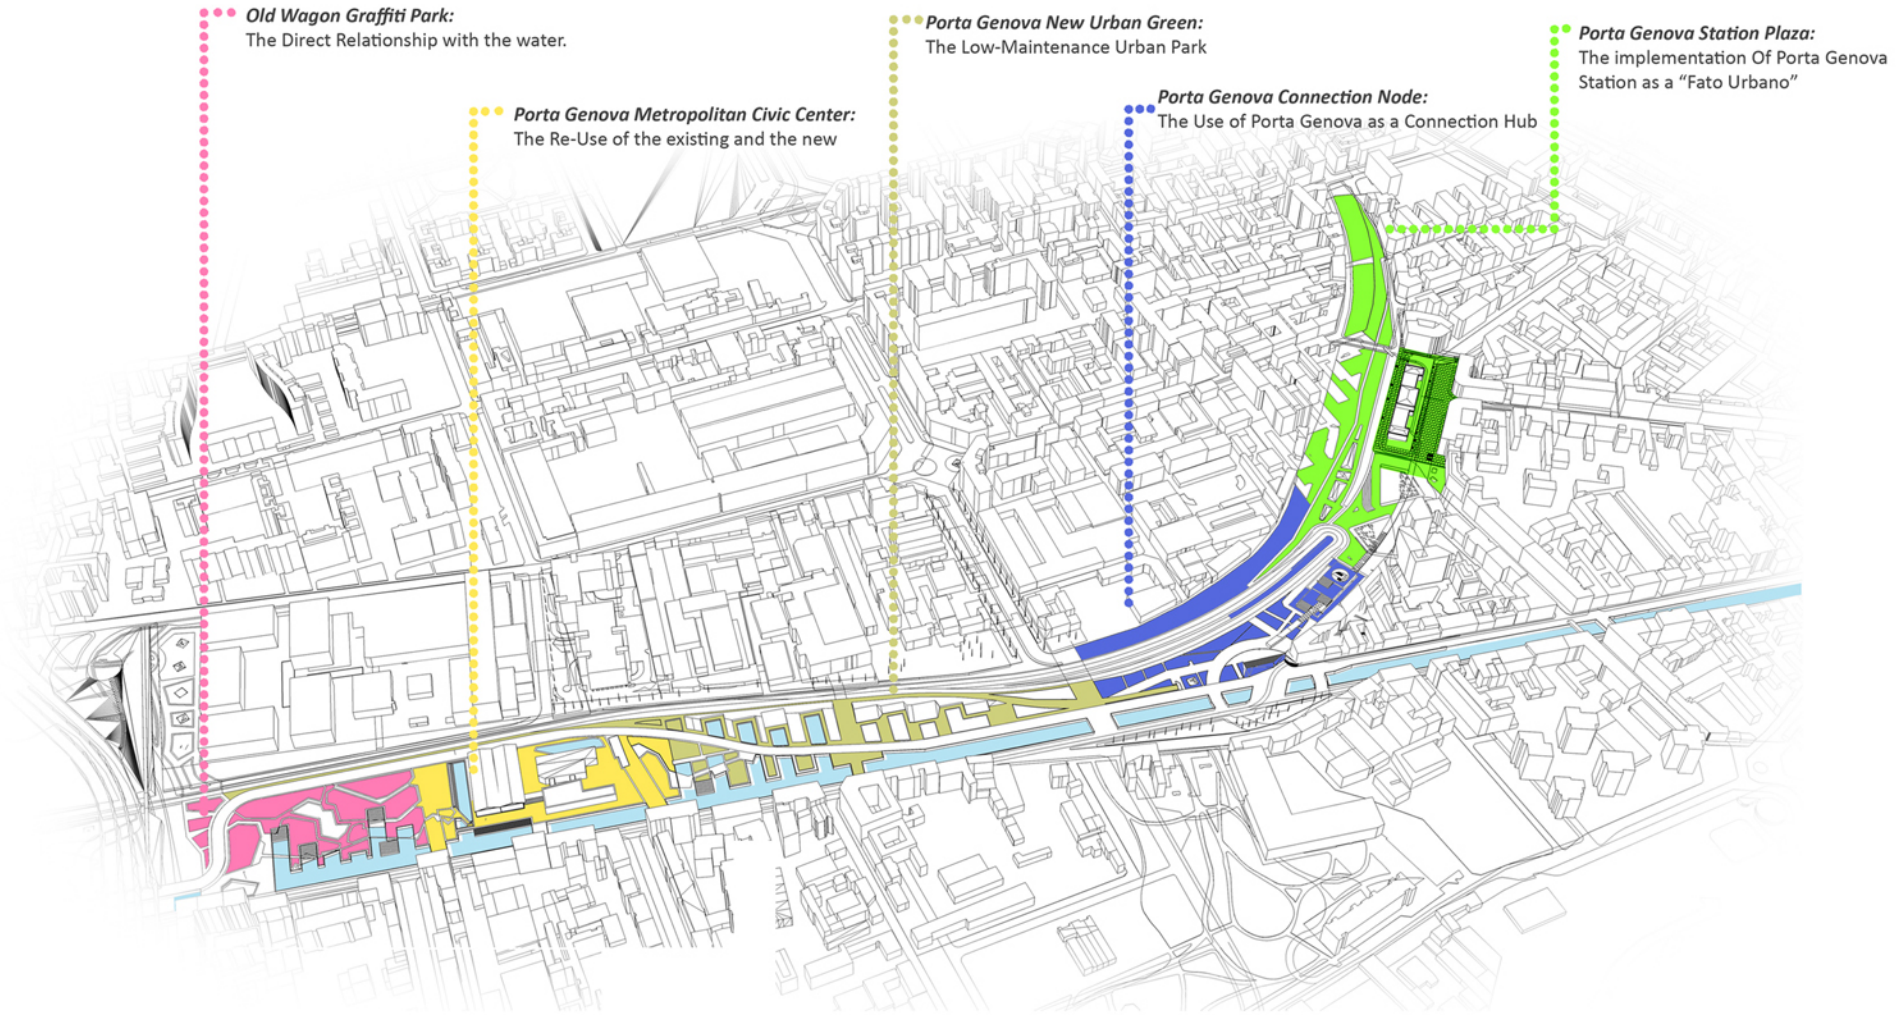 Old Wagon Graffiti Park:
The Direct Relationship with the water.
Porta Genova Metropolitan Civic Center:
The Re-Use of the existing and the new
Porta Genova New Urban Green:
The Low-Maintenance Urban Park
Porta Genova Connection Node:
The Use of Porta Genova as a Connection Hub
Porta Genova Station Plaza:
The implementation Of Porta Genova
Station as a “Fato Urbano”